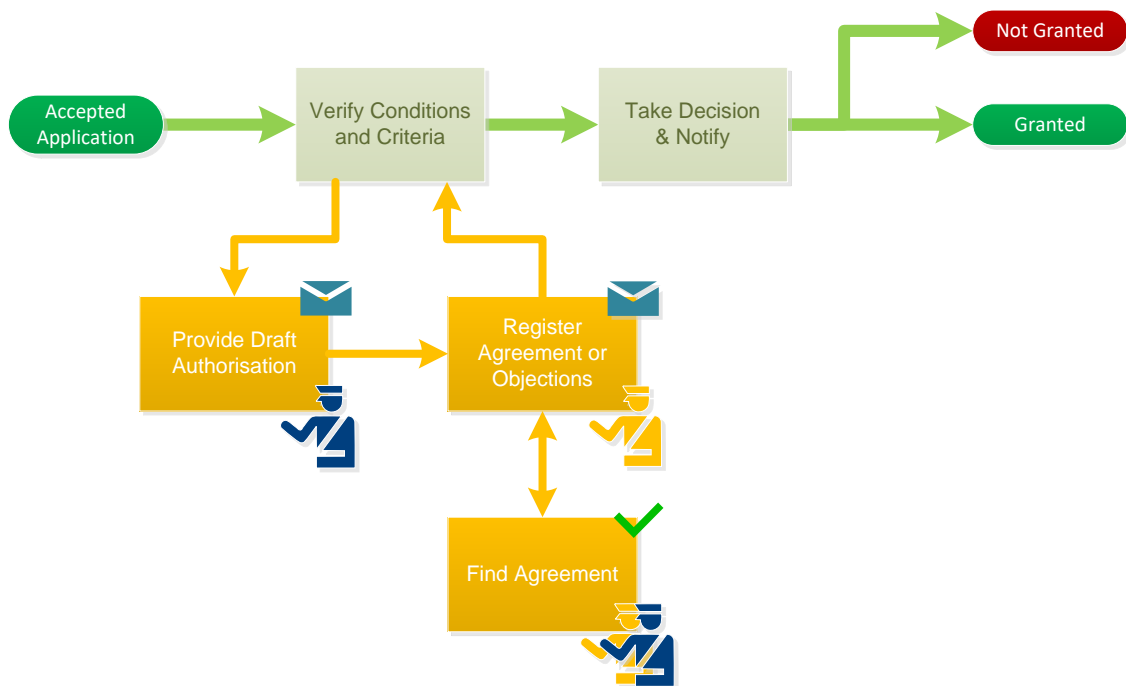 Not Granted
Accepted
Application
Verify Conditions
and Criteria
Take Decision
& Notify
Granted
Provide Draft
Authorisation
Register
Agreement or
Objections
Find Agreement